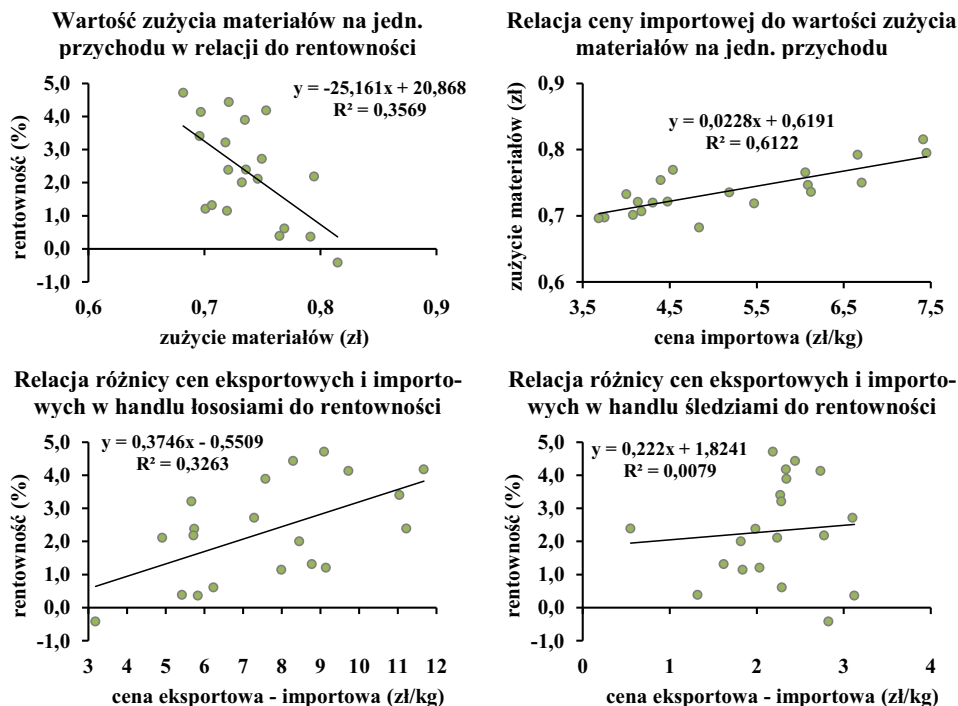 Wartość zużycia materiałów na jedn.
przychodu w relacji do rentowności
y = -25,161x + 20,868
R² = 0,3569
rentowność (%)
5,0
4,0
3,0
2,0
1,0
0,0
-1,0
0,6
0,7
0,8
0,9
zużycie materiałów (zł)
Relacja ceny importowej do wartości zużycia
materiałów na jedn. przychodu
y = 0,0228x + 0,6191
R² = 0,6122
zużycie materiałów (zł)
0,9
0,8
0,7
0,6
3,5
4,5
5,5
6,5
7,5
cena importowa (zł/kg)
Relacja różnicy cen eksportowych i importo-
wych w handlu łososiami do rentowności
y = 0,3746x - 0,5509
R² = 0,3263
rentowność (%)
5,0
4,0
3,0
2,0
1,0
0,0
-1,0
3 4 5 6 7 8 9 10 11 12
cena eksportowa - importowa (zł/kg)
Relacja różnicy cen eksportowych i importo-
wych w handlu śledziami do rentowności
y = 0,222x + 1,8241
R² = 0,0079
rentowność (%)
5,0
4,0
3,0
2,0
1,0
0,0
-1,0
0 1 2 3 4
cena eksportowa - importowa (zł/kg)